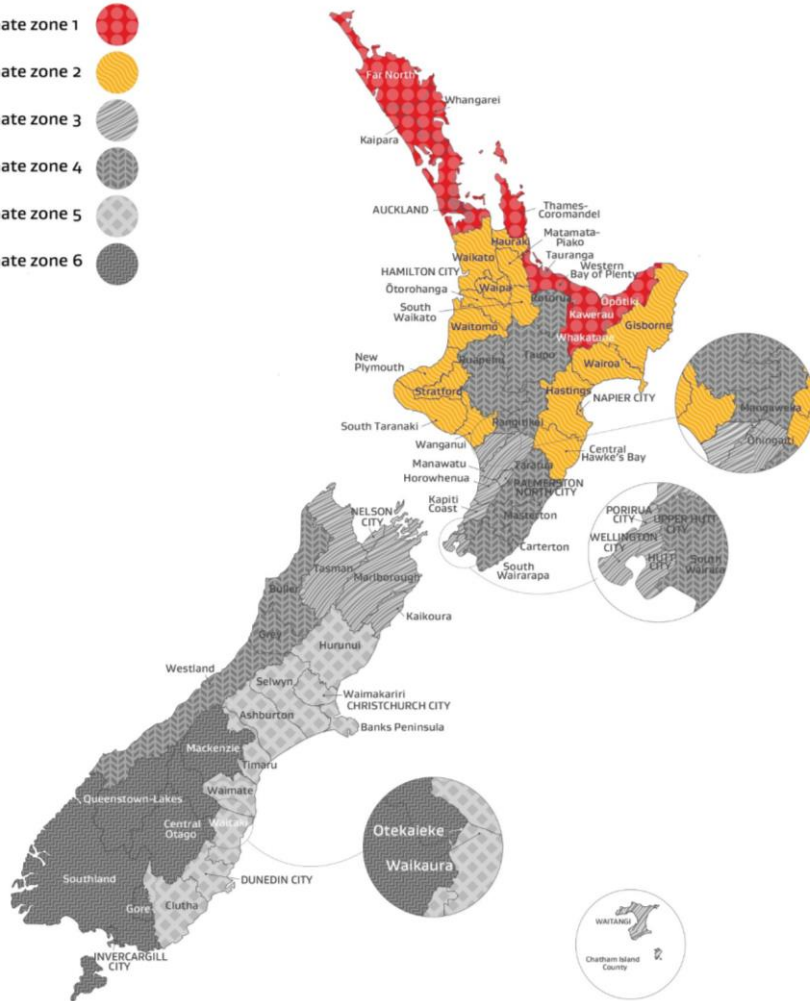 ate zone 1
ate zone 2
ate zone 3
ate zone 4
ate zone 5
ate zone 6
Far North
Whangarei
Kaipara
AUCKLAND
Thames-
Coromandel
Hauraki
Matamata-
Piako
Waikato
Tauranga
Western
Bay of Plenty
HAMILTON CITY
Waipa
Ōtorohanga
Rotorua
Opōtiki
South
Waikato
Kawerau
Gisborne
Waitomo
Whakatane
New
Plymouth
Ruapehu
Taupo
Wairoa
Stratford
Hastings
NAPIER CITY
South Taranaki
Rangitikei
Wanganui
Central
Hawke's Bay
Manawatu
Tararua
Horowhenua
PALMERSTON
NORTH CITY
Kapiti
Coast
Masterton
Carterton
South
Wairarapa
Mangaweka
Ohingaiti
PORIRUA
CITY
UPPER HUTT
CITY
WELLINGTON
CITY
HUTT
CITY
South
Wairara
NELSON
CITY
Tasman
Marlborough
Buller
Kaikoura
Grey
Hurunui
Westland
Selwyn
Waimakariri
CHRISTCHURCH CITY
Ashburton
Banks Peninsula
Mackenzie
Timaru
Waimate
Queenstown-Lakes
Central
Otago
Waitaki
Otekaieke
Waikaura
Southland
DUNEDIN CITY
Gore
Clutha
INVERCARGILL
CITY
WAITANGI
Chatham Island
County